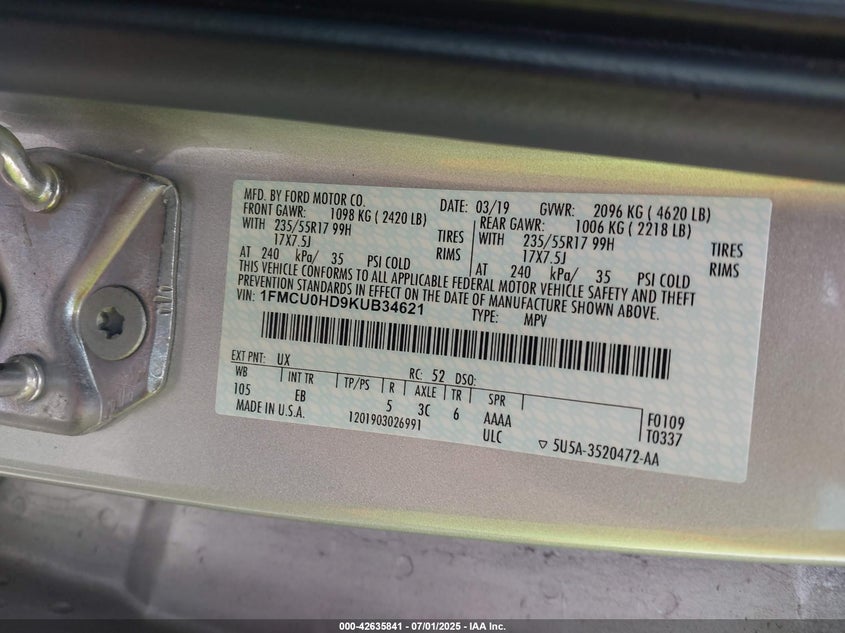 MFD. BY FORD MOTOR CO. DATE: 03/19 GVWR: 2096 KG ( 4620 LB)
FRONT GAWR: 1098 KG ( 2420 LB) REAR GAWR: 1006 KG ( 2218 LB)
WITH 235/55R17 99H TIRES WITH 235/55R17 99H TIRES
17X7.5J RIMS 17X7.5J RIMS
AT 240 kPa/ 35 PSI COLD AT 240 kPa/ 35 PSI COLD
THIS VEHICLE CONFORMS TO ALL APPLICABLE FEDERAL MOTOR VEHICLE SAFETY AND THEFT
PREVENTION STANDARDS IN EFFECT ON THE DATE OF MANUFACTURE SHOWN ABOVE.
VIN: 1FMCU0HD9KUB34621 TYPE: MPV
EXT PNT: UX RC: 52 DSO:
WB INT TR TP/PS R AXLE TR SPR
105 EB 5 3C 6 AAAA F0109
MADE IN U.S.A. 1201903026991 ULC T0337
5U5A-3520472-AA
000-42635841 / 07/01/2025 - IAA Inc.